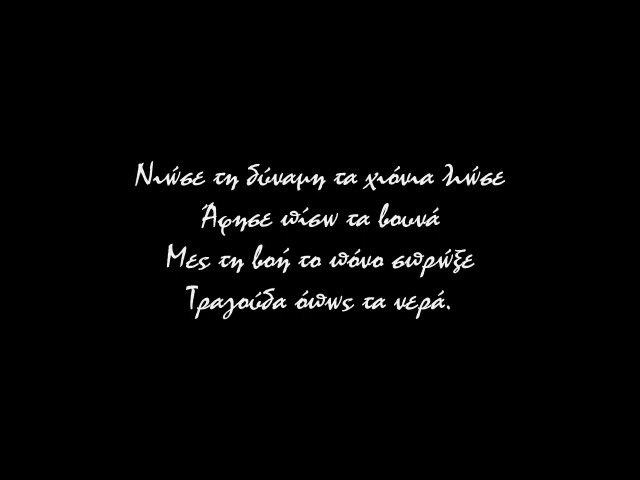 Νιώσε τη δύναμη τα χιόνια λιώσε
Άφησε πίσω τα βουνά
Μες τη βοή το πόνο σπρώξε
Τραγούδα όπως τα νερά.